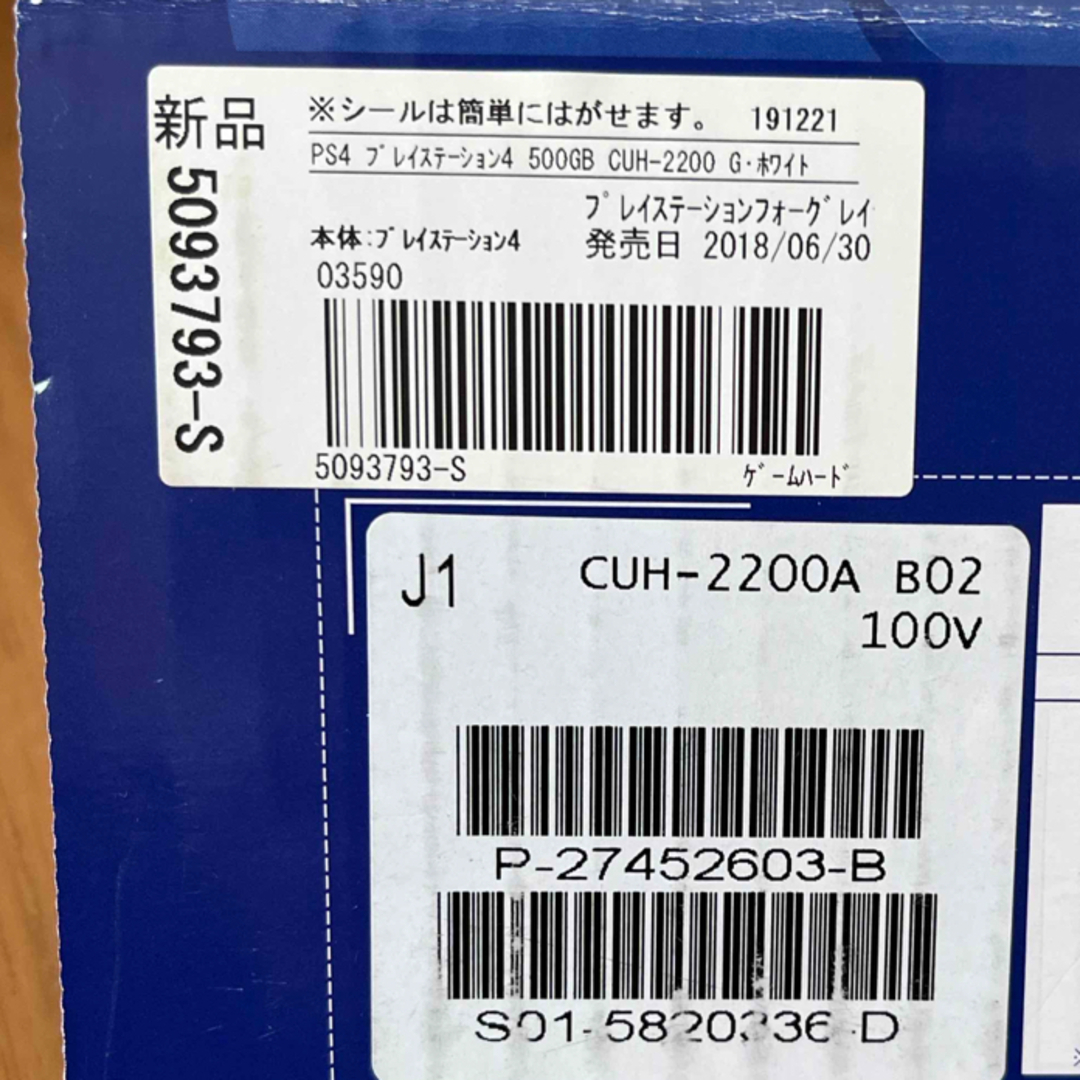 新品
5093793-S
※シールは簡単にはがせます。 191221
PS4 プレイステーション4 500GB CUH-2200 G・ホワイト
プレイステーションフォーグレイ
本体:プレイステーション4
発売日 2018/06/30
03590
5093793-S
ゲームハード
J1
CUH-2200A B02
100V
P-27452603-B